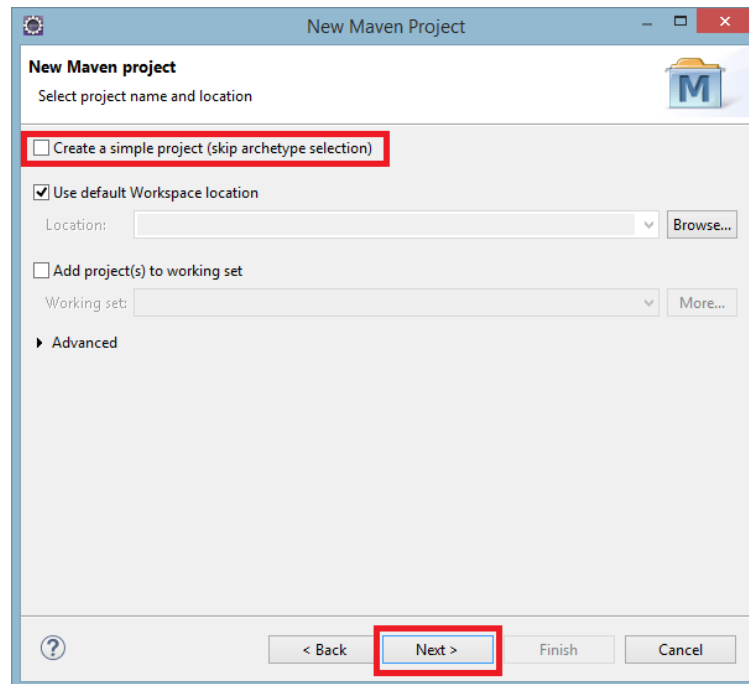 New Maven Project
New Maven project
Select project name and location
M
Create a simple project (skip archetype selection)
Use default Workspace location
Location:
Browse...
Add project(s) to working set
Working set:
More...
Advanced
?
< Back
Next >
Finish
Cancel